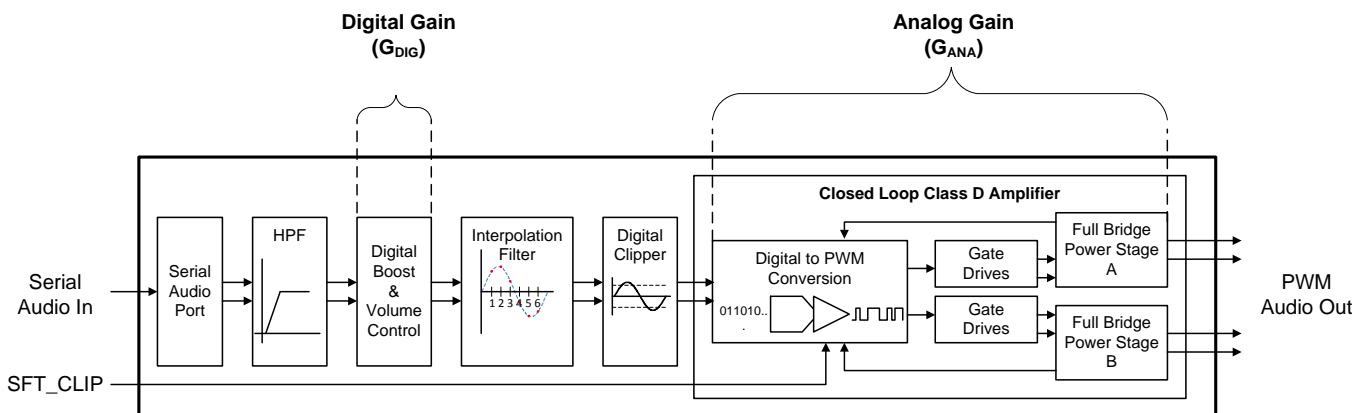 Digital Gain
(GDIG)
Analog Gain
(GANA)
Closed Loop Class D Amplifier
Serial
Audio In
Serial
Audio
Port
HPF
Digital
Boost
&
Volume
Control
Interpolation
Filter
1 2 3 4 5 6
Digital
Clipper
Digital to PWM
Conversion
011010..
.
Gate
Drives
Gate
Drives
Full Bridge
Power Stage
A
Full Bridge
Power Stage
B
PWM
Audio Out
SFT_CLIP